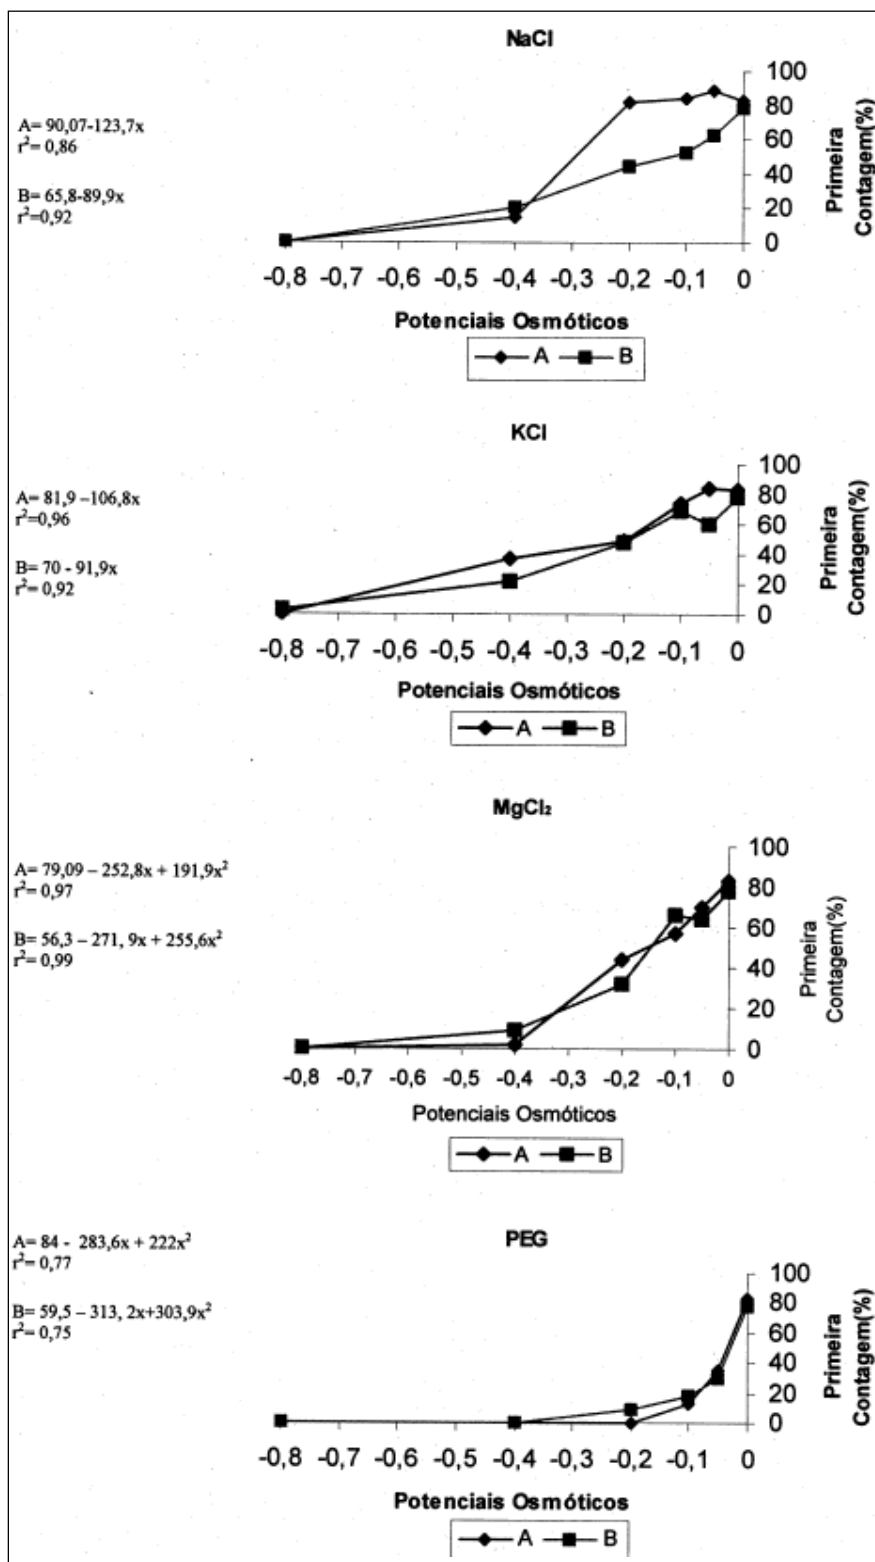 NaCl
A= 90,07-123,7x
r²= 0,86
B= 65,8-89,9x
r²=0,92
100
80
60
40
20
0
Primeira
Contagem(%)
-0,8 -0,7 -0,6 -0,5 -0,4 -0,3 -0,2 -0,1 0
Potenciais Osmóticos
A B
KCl
A= 81,9 –106,8x
r²=0,96
B= 70 - 91,9x
r²= 0,92
100
80
60
40
20
0
Primeira
Contagem(%)
-0,8 -0,7 -0,6 -0,5 -0,4 -0,3 -0,2 -0,1 0
Potenciais Osmóticos
A B
MgCl₂
A= 79,09 – 252,8x + 191,9x²
r²= 0,97
B= 56,3 – 271, 9x + 255,6x²
r²= 0,99
100
80
60
40
20
0
Primeira
Contagem(%)
-0,8 -0,7 -0,6 -0,5 -0,4 -0,3 -0,2 -0,1 0
Potenciais Osmóticos
A B
PEG
A= 84 - 283,6x + 222x²
r²= 0,77
B= 59,5 – 313, 2x+303,9x²
r²= 0,75
100
80
60
40
20
0
Primeira
Contagem(%)
-0,8 -0,7 -0,6 -0,5 -0,4 -0,3 -0,2 -0,1 0
Potenciais Osmóticos
A B